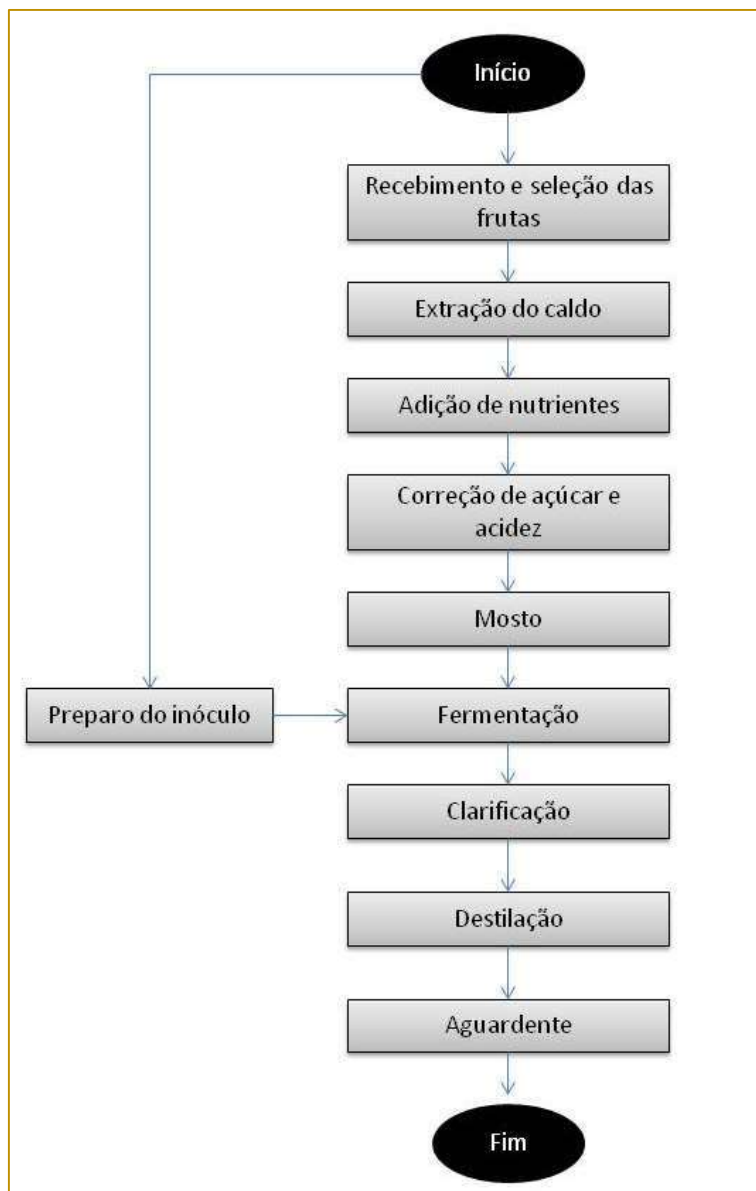 Início
Recebimento e seleção das
frutas
Extração do caldo
Adição de nutrientes
Correção de açúcar e
acidez
Mosto
Preparo do inóculo
Fermentação
Clarificação
Destilação
Aguardente
Fim